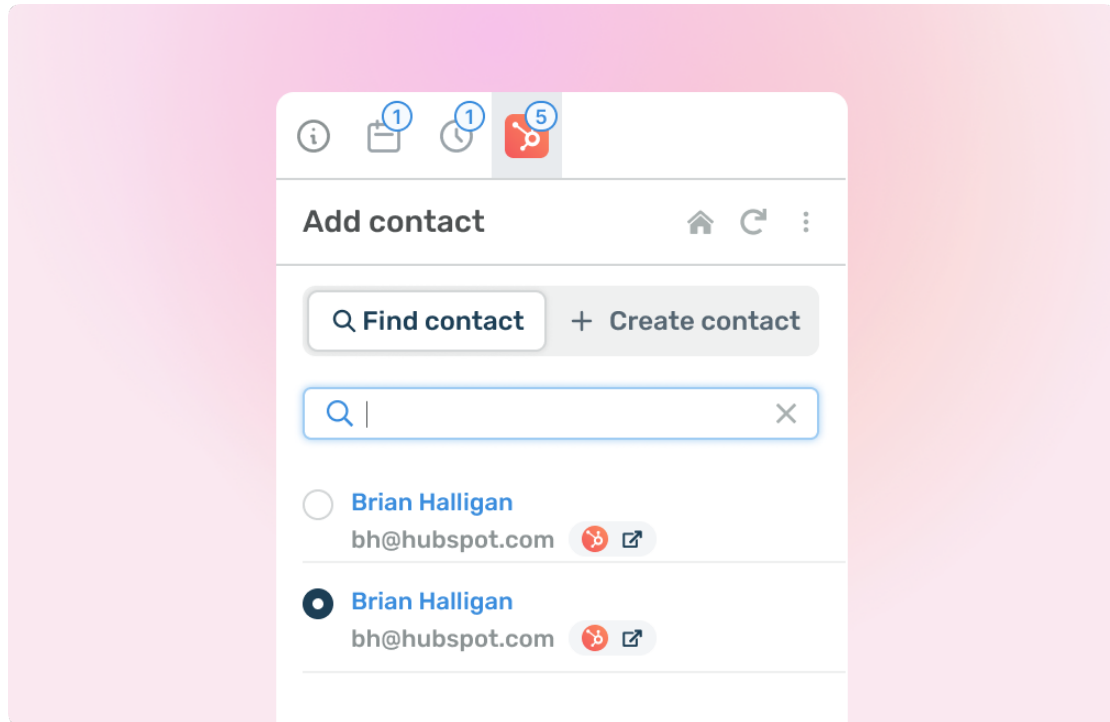 1 1 5
Add contact
Find contact + Create contact
Brian Halligan
bh@hubspot.com
Brian Halligan
bh@hubspot.com